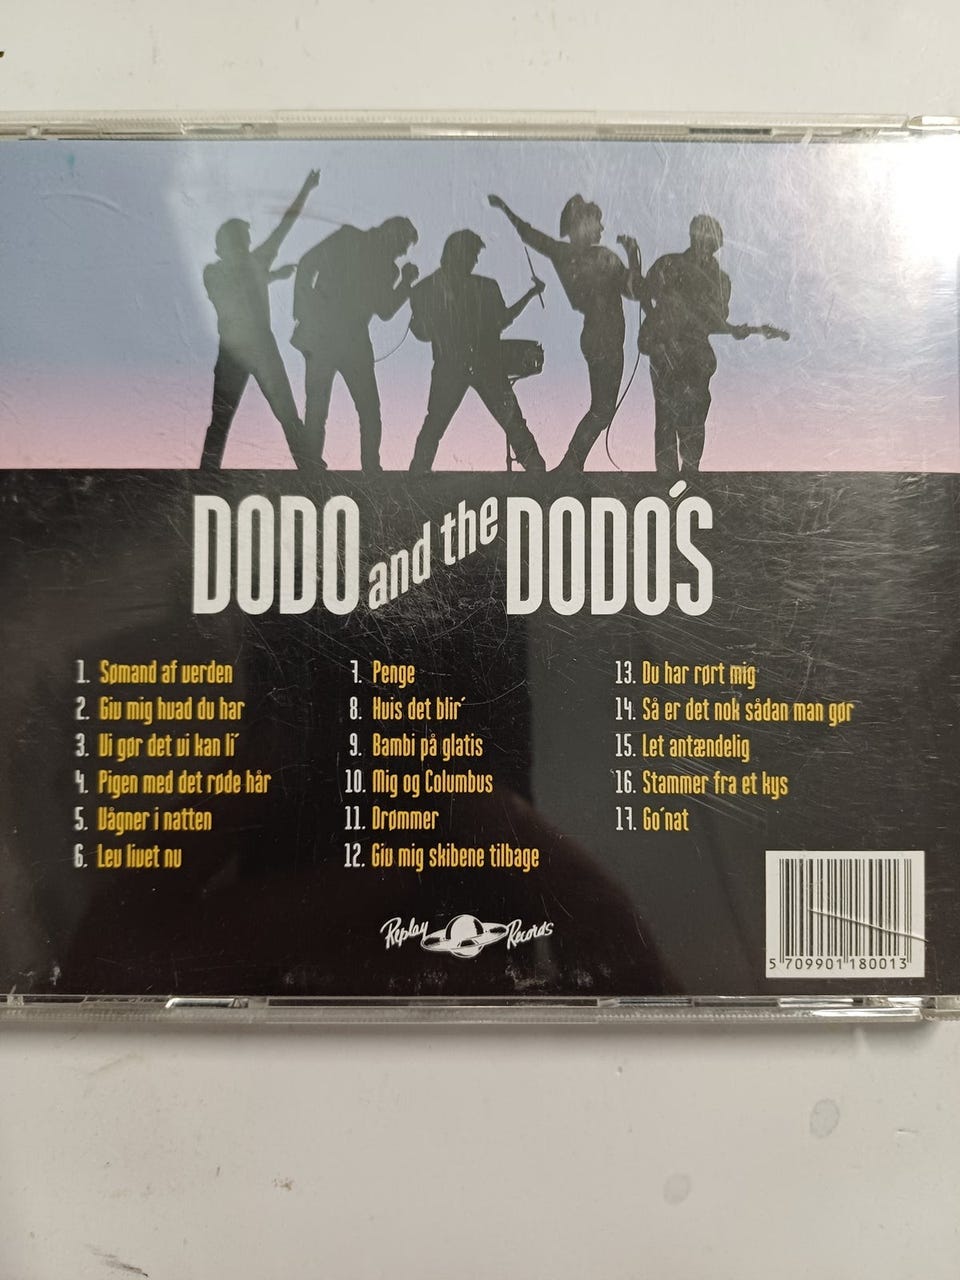 DODO and the DODO´S
1. Sømand af verden
2. Giv mig hvad du har
3. Vi gør det vi kan li´
4. Pigen med det røde hår
5. Vågner i natten
6. Lev livet nu
7. Penge
8. Hvis det blir´
9. Bambi på glatis
10. Mig og Columbus
11. Drømmer
12. Giv mig skibene tilbage
13. Du har rørt mig
14. Så er det nok sådan man gør
15. Let antændelig
16. Stammer fra et kys
17. Go´nat
Replay Records
5 709901 180013